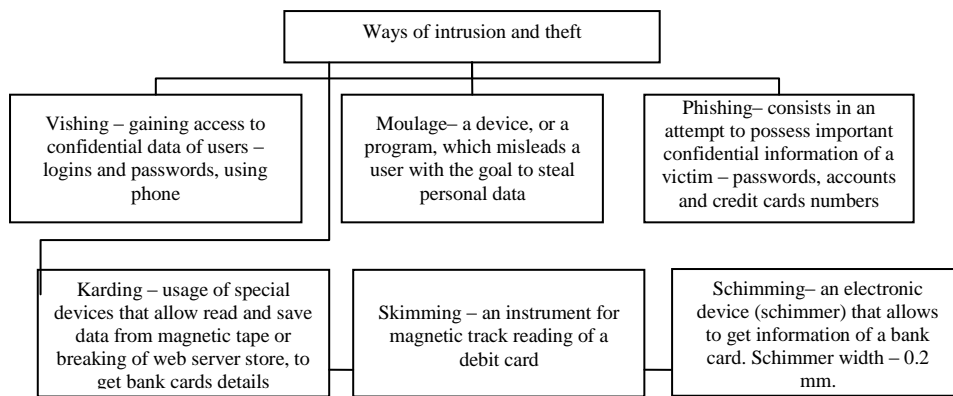 Ways of intrusion and theft
Vishing – gaining access to
confidential data of users –
logins and passwords, using
phone
Moulage– a device, or a
program, which misleads a
user with the goal to steal
personal data
Phishing– consists in an
attempt to possess important
confidential information of a
victim – passwords, accounts
and credit cards numbers
Karding – usage of special
devices that allow read and save
data from magnetic tape or
breaking of web server store, to
get bank cards details
Skimming – an instrument for
magnetic track reading of a
debit card
Schimming– an electronic
device (schimmer) that allows
to get information of a bank
card. Schimmer width – 0.2
mm.